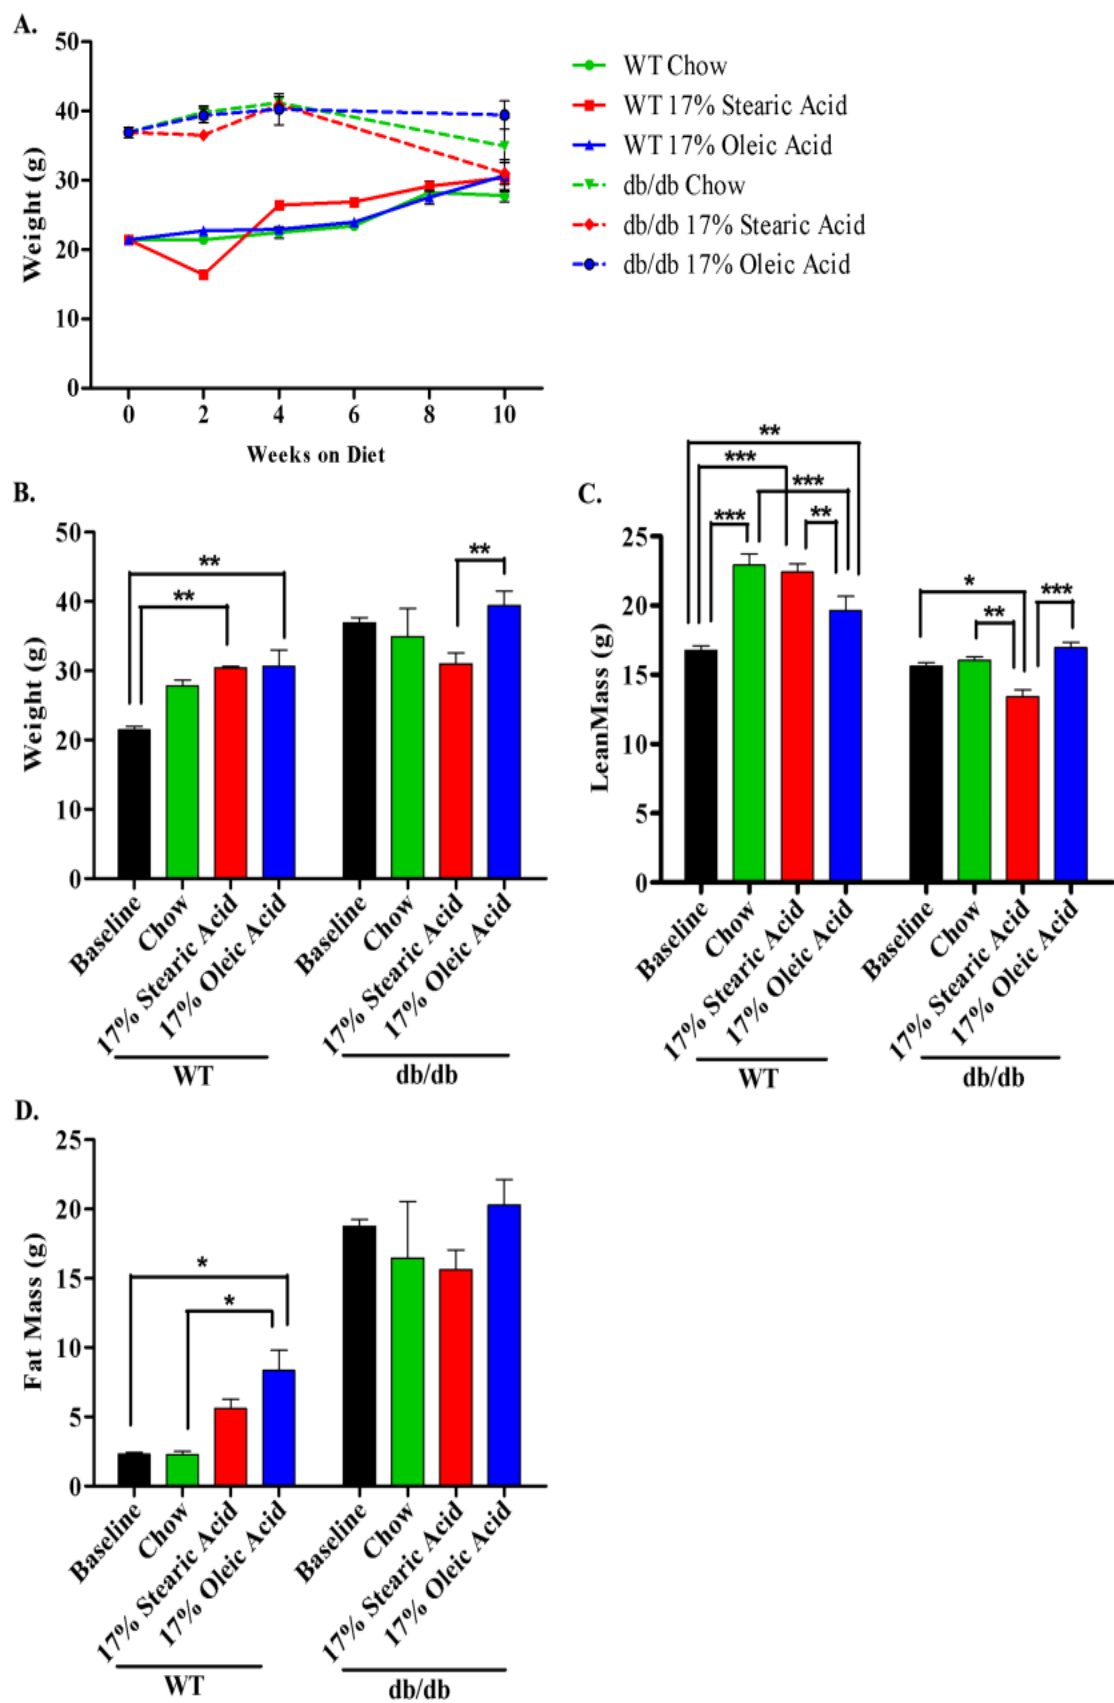 A.
50
40
30
20
10
0
Weight (g)
0 2 4 6 8 10
Weeks on Diet
WT Chow
WT 17% Stearic Acid
WT 17% Oleic Acid
db/db Chow
db/db 17% Stearic Acid
db/db 17% Oleic Acid
B.
50
40
30
20
10
0
Weight (g)
**
**
**
Baseline
Chow
17% Stearic Acid
17% Oleic Acid
Baseline
Chow
17% Stearic Acid
17% Oleic Acid
WT
db/db
C.
25
20
15
10
5
0
LeanMass (g)
**
***
***
***
**
*
**
***
Baseline
Chow
17% Stearic Acid
17% Oleic Acid
Baseline
Chow
17% Stearic Acid
17% Oleic Acid
WT
db/db
D.
25
20
15
10
5
0
Fat Mass (g)
*
*
Baseline
Chow
17% Stearic Acid
17% Oleic Acid
Baseline
Chow
17% Stearic Acid
17% Oleic Acid
WT
db/db